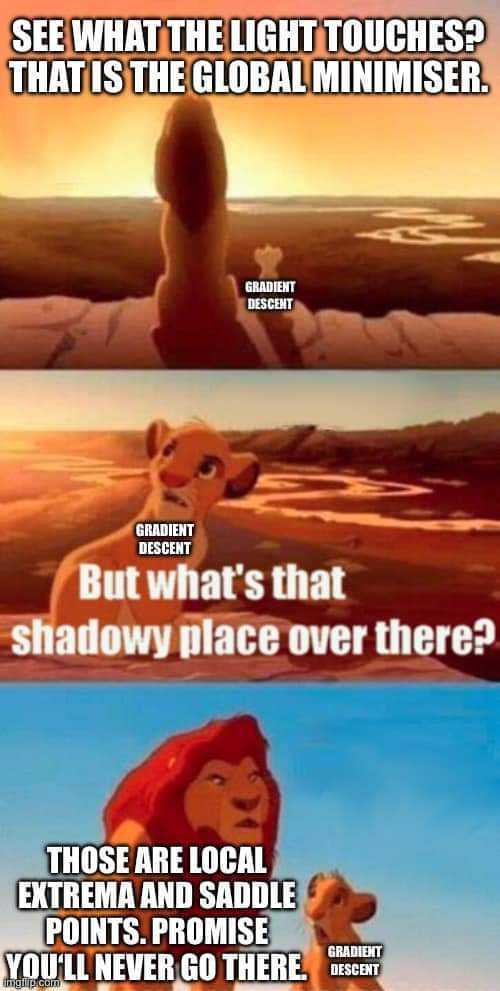 SEE WHAT THE LIGHT TOUCHES?
THAT IS THE GLOBAL MINIMISER.
GRADIENT
DESCENT
GRADIENT
DESCENT
But what's that
shadowy place over there?
THOSE ARE LOCAL
EXTREMA AND SADDLE
POINTS. PROMISE
YOU'LL NEVER GO THERE.
GRADIENT
DESCENT
imgflip.com